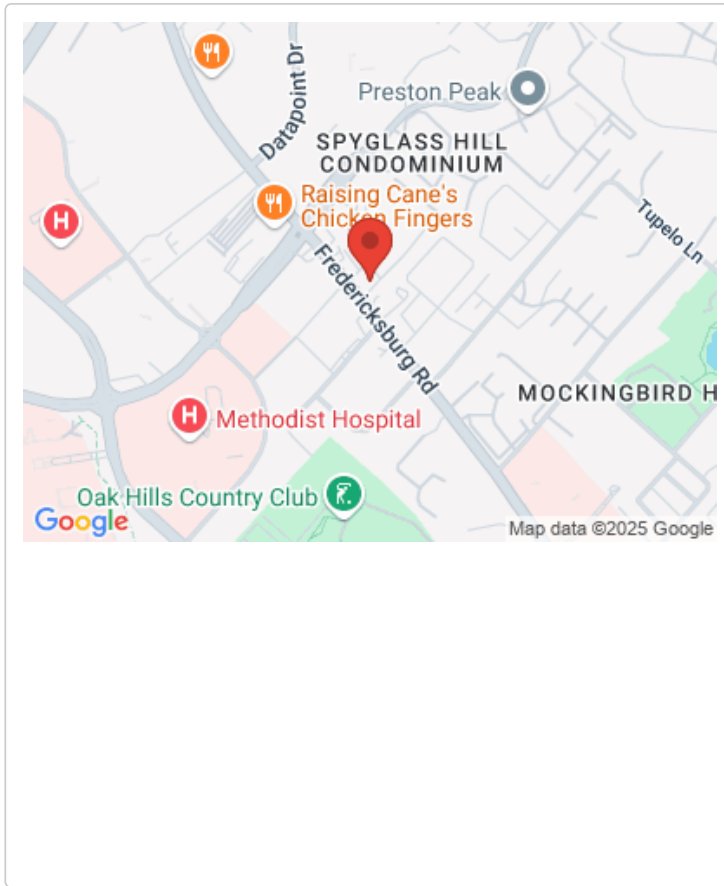 Datapoint Dr
Preston Peak
SPYGLASS HILL
CONDOMINIUM
Raising Cane's
Chicken Fingers
H
Tupelo Ln
Fredericksburg Rd
MOCKINGBIRD H
H
Methodist Hospital
Oak Hills Country Club
Google
Map data ©2025 Google